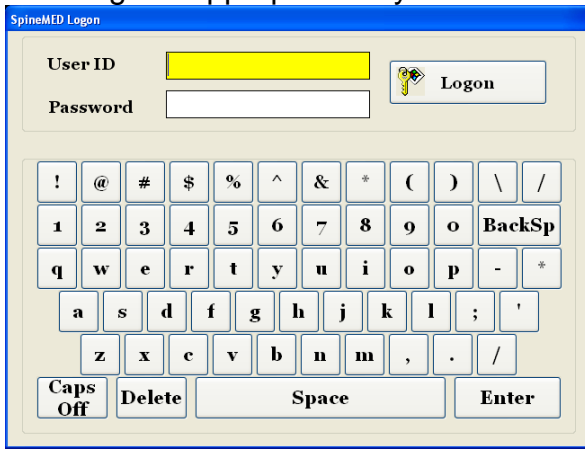 SpineMED Logon
User ID
Password
Logon
! @ # $ % ^ & * ( ) \ /
1 2 3 4 5 6 7 8 9 0 BackSp
q w e r t y u i o p - *
a s d f g h j k l ; '
z x c v b n m , . /
Caps Off Delete Space Enter